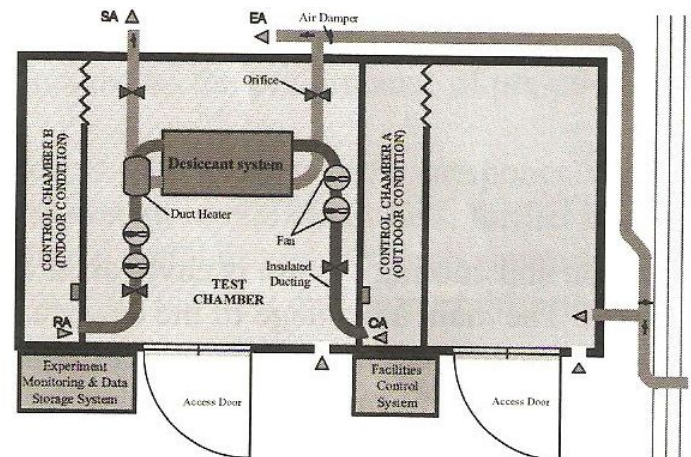 SA
EA
Air Damper
Orifice
CONTROL CHAMBER B
(INDOOR CONDITION)
Desiccant system
CONTROL CHAMBER A
(OUTDOOR CONDITION)
Duct Heater
Fan
Insulated
Ducting
TEST
CHAMBER
RA
OA
Experiment
Monitoring & Data
Storage System
Access Door
Facilities
Control
System
Access Door